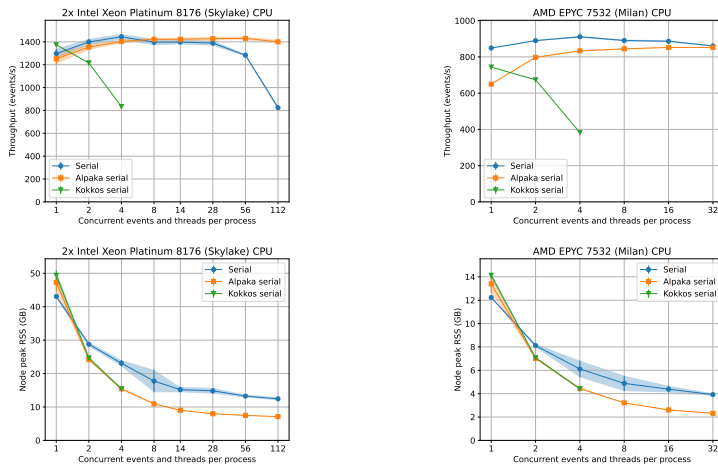 2x Intel Xeon Platinum 8176 (Skylake) CPU
Throughput (events/s)
1400
1200
1000
800
600
400
200
0
Serial
Alpaka serial
Kokkos serial
1 2 4 8 14 28 56 112
Concurrent events and threads per process
AMD EPYC 7532 (Milan) CPU
Throughput (events/s)
1000
800
600
400
200
0
Serial
Alpaka serial
Kokkos serial
1 2 4 8 16 32
Concurrent events and threads per process
2x Intel Xeon Platinum 8176 (Skylake) CPU
Node peak RSS (GB)
50
40
30
20
10
0
Serial
Alpaka serial
Kokkos serial
1 2 4 8 14 28 56 112
Concurrent events and threads per process
AMD EPYC 7532 (Milan) CPU
Node peak RSS (GB)
14
12
10
8
6
4
2
0
Serial
Alpaka serial
Kokkos serial
1 2 4 8 16 32
Concurrent events and threads per process